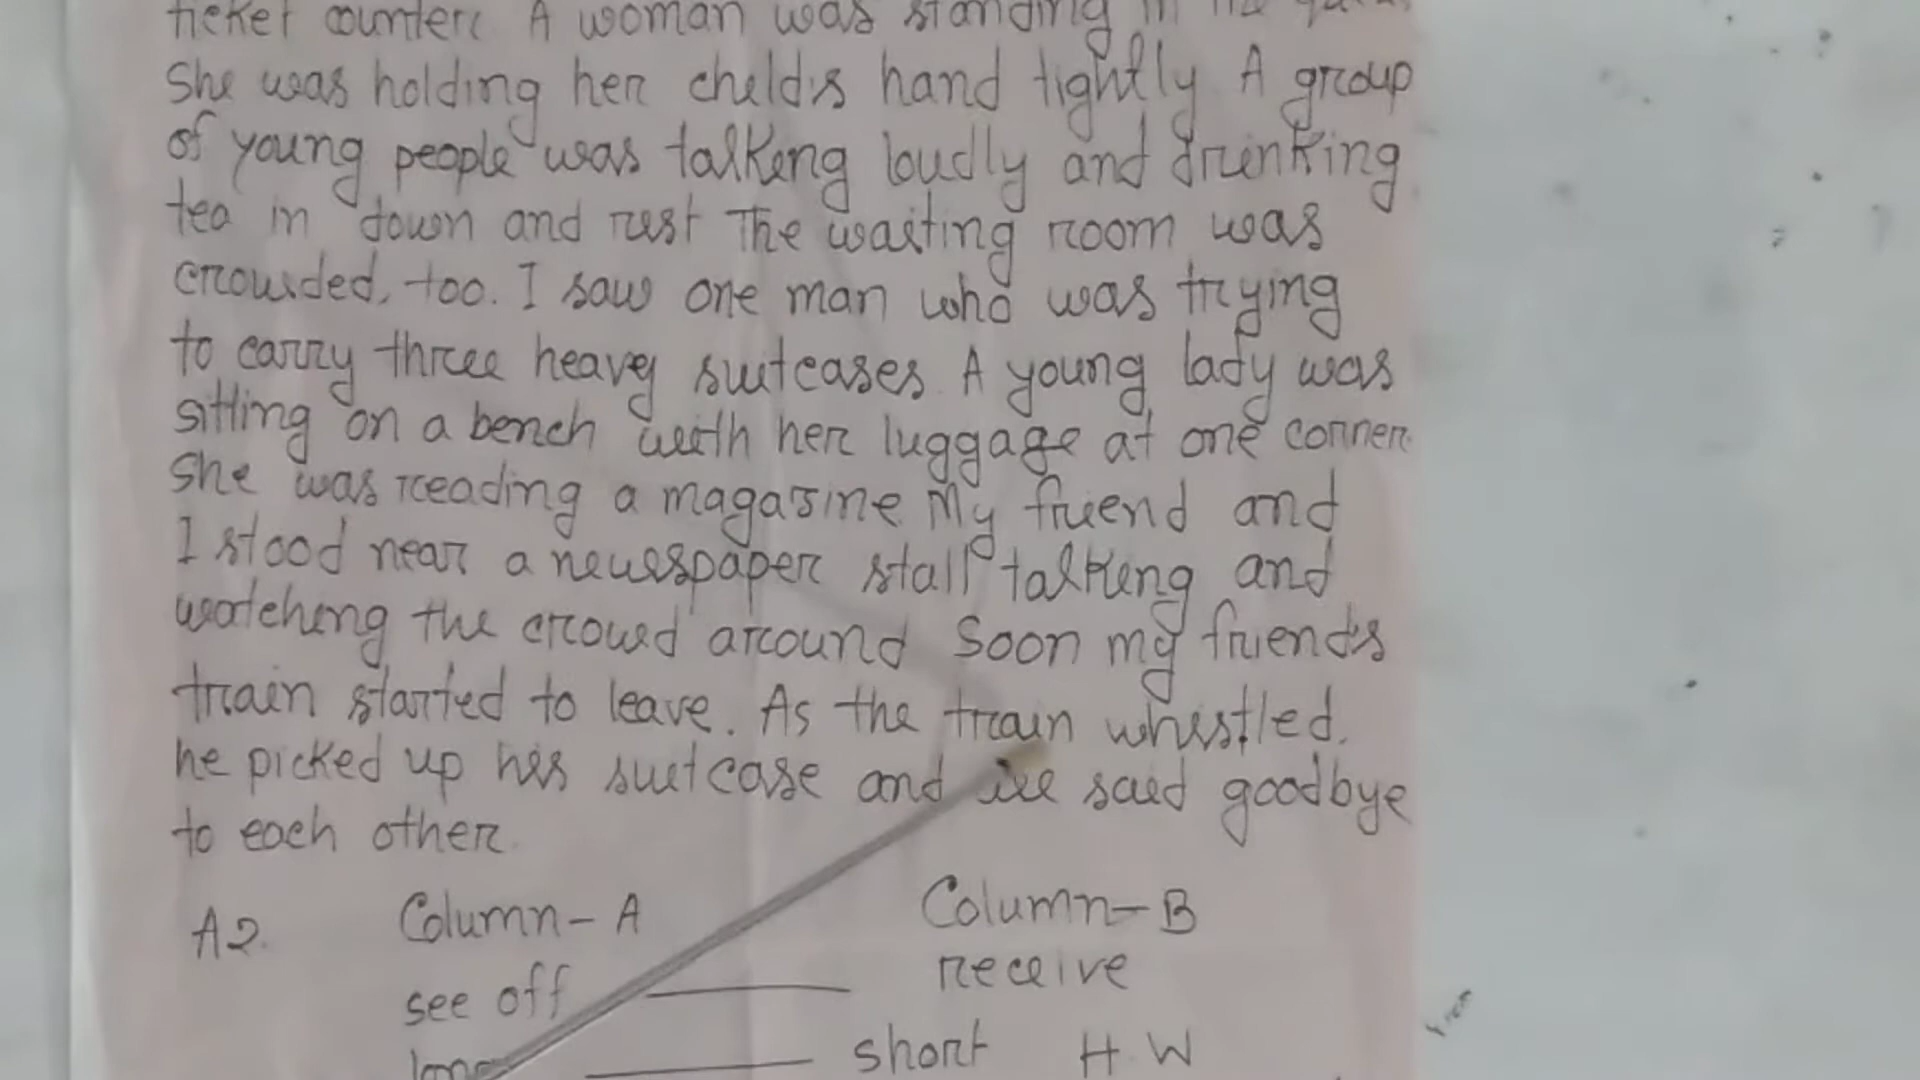 ticket counter. A woman was standing in the
She was holding her child's hand tightly. A group
of young people was talking loudly and drinking
tea in down and rest The waiting room was
crowded, too. I saw one man who was trying
to carry three heavy suitcases. A young lady was
sitting on a bench with her luggage at one corner.
She was reading a magazine. My friend and
I stood near a newspaper stall talking and
watching the crowd around Soon my friend's
train started to leave. As the train whistled,
he picked up his suitcase and we said goodbye
to each other.
A2. Column-A Column-B
see off receive
long short H.W